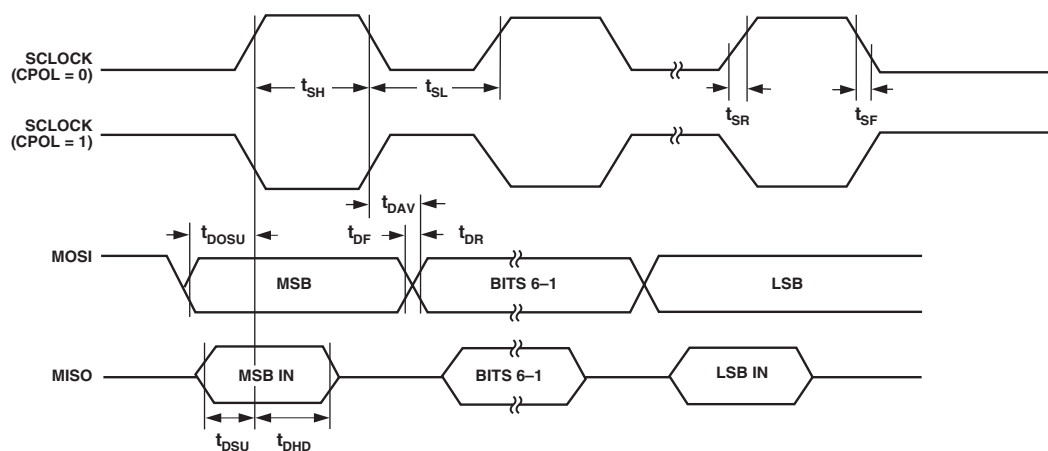 SCLOCK
(CPOL = 0)
tSH
tSL
tSR
tSF
SCLOCK
(CPOL = 1)
tDAV
tDOSU
tDF
tDR
MOSI
MSB
BITS 6–1
LSB
MISO
MSB IN
BITS 6–1
LSB IN
tDSU
tDHD